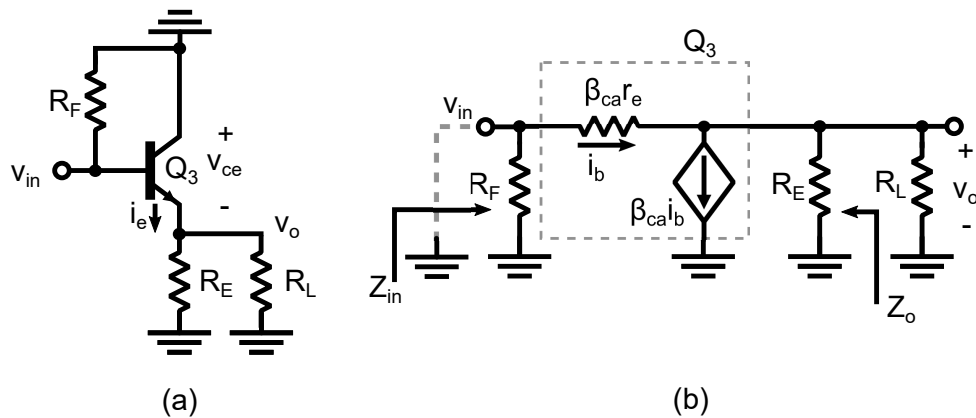 R_F
v_in
Q_3
+
v_ce
-
i_e
v_o
R_E
R_L
(a)
Q_3
β_ca r_e
v_in
i_b
R_F
β_ca i_b
R_E
R_L
+
v_o
-
Z_in
Z_o
(b)